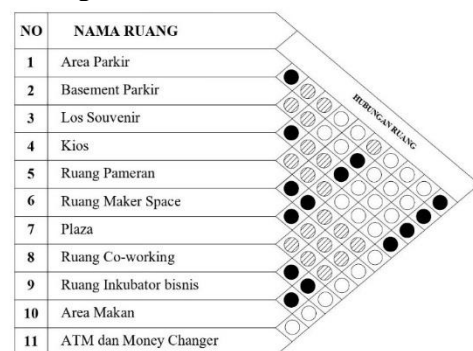 NO NAMA RUANG
HUBUNGAN RUANG
1 Area Parkir
2 Basement Parkir
3 Los Souvenir
4 Kios
5 Ruang Pameran
6 Ruang Maker Space
7 Plaza
8 Ruang Co-working
9 Ruang Inkubator bisnis
10 Area Makan
11 ATM dan Money Changer